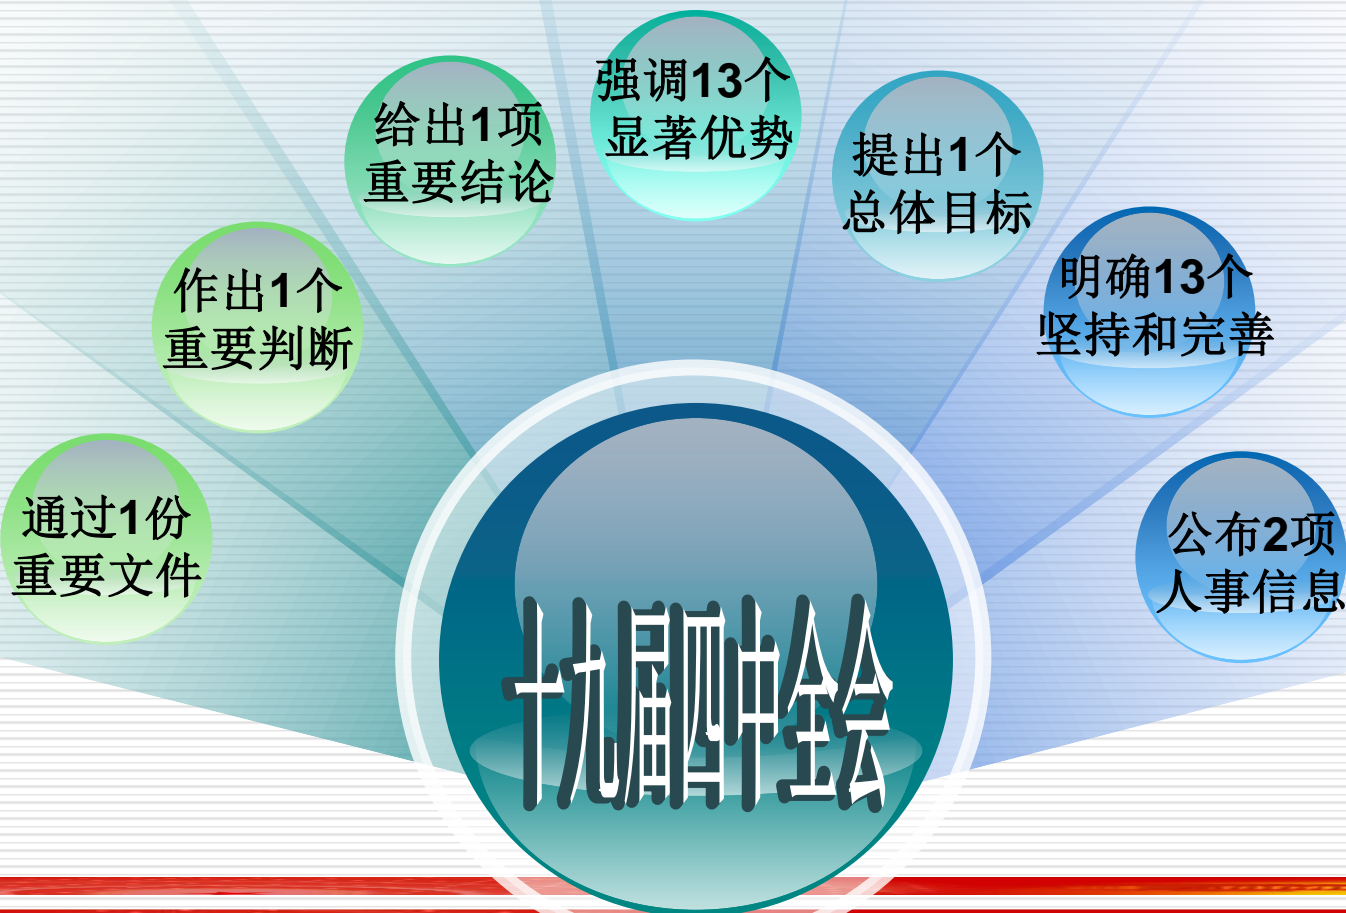 通过1份
重要文件
作出1个
重要判断
给出1项
重要结论
强调13个
显著优势
提出1个
总体目标
明确13个
坚持和完善
公布2项
人事信息
十九届四中全会